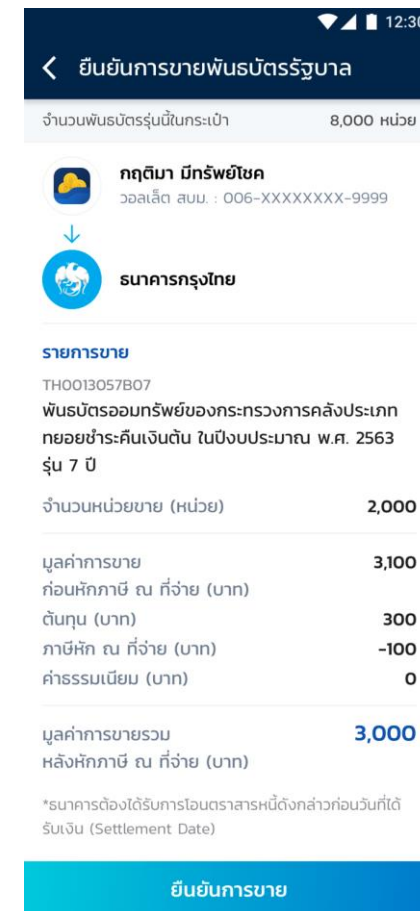 12:30
ยืนยันการขายพันธบัตรรัฐบาล
จำนวนพันธบัตรรุ่นนี้ในกระเป๋า 8,000 หน่วย
กฤติมา มีทรัพย์โชค
วอลเล็ต สบม. : 006-XXXXXXXX-9999
ธนาคารกรุงไทย
รายการขาย
TH0013057B07
พันธบัตรออมทรัพย์ของกระทรวงการคลังประเภท
ทยอยชำระคืนเงินต้น ในปีงบประมาณ พ.ศ. 2563
รุ่น 7 ปี
จำนวนหน่วยขาย (หน่วย) 2,000
มูลค่าการขาย 3,100
ก่อนหักภาษี ณ ที่จ่าย (บาท)
ต้นทุน (บาท) 300
ภาษีหัก ณ ที่จ่าย (บาท) -100
ค่าธรรมเนียม (บาท) 0
มูลค่าการขายรวม 3,000
หลังหักภาษี ณ ที่จ่าย (บาท)
*ธนาคารต้องได้รับการโอนตราสารหนี้ดังกล่าวก่อนวันที่ได้
รับเงิน (Settlement Date)
ยืนยันการขาย